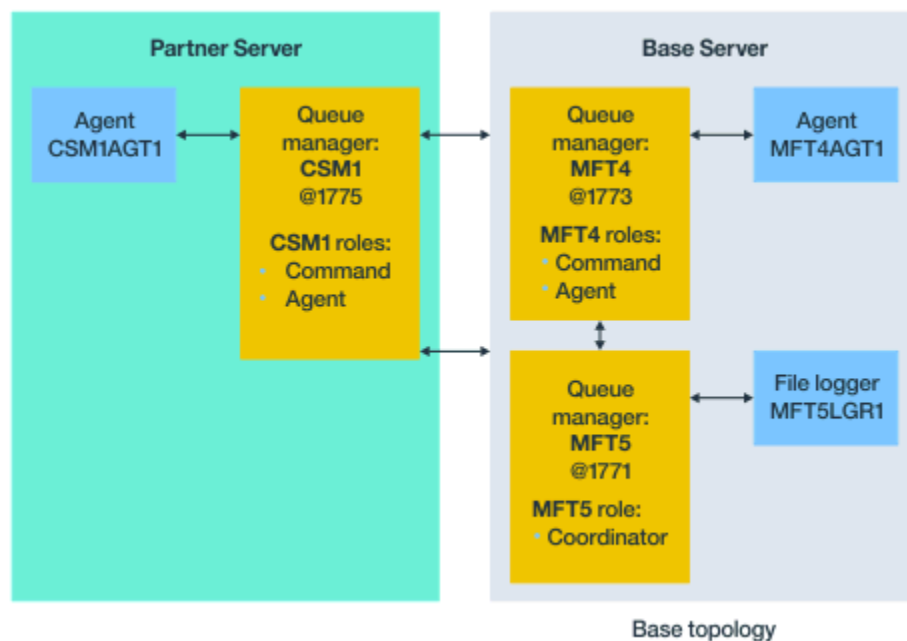 Partner Server
Agent
CSM1AGT1
Queue
manager:
CSM1
@1775
CSM1 roles:
• Command
• Agent
Base Server
Queue
manager:
MFT4
@1773
MFT4 roles:
• Command
• Agent
Agent
MFT4AGT1
Queue
manager:
MFT5
@1771
MFT5 role:
• Coordinator
File logger
MFT5LGR1
Base topology